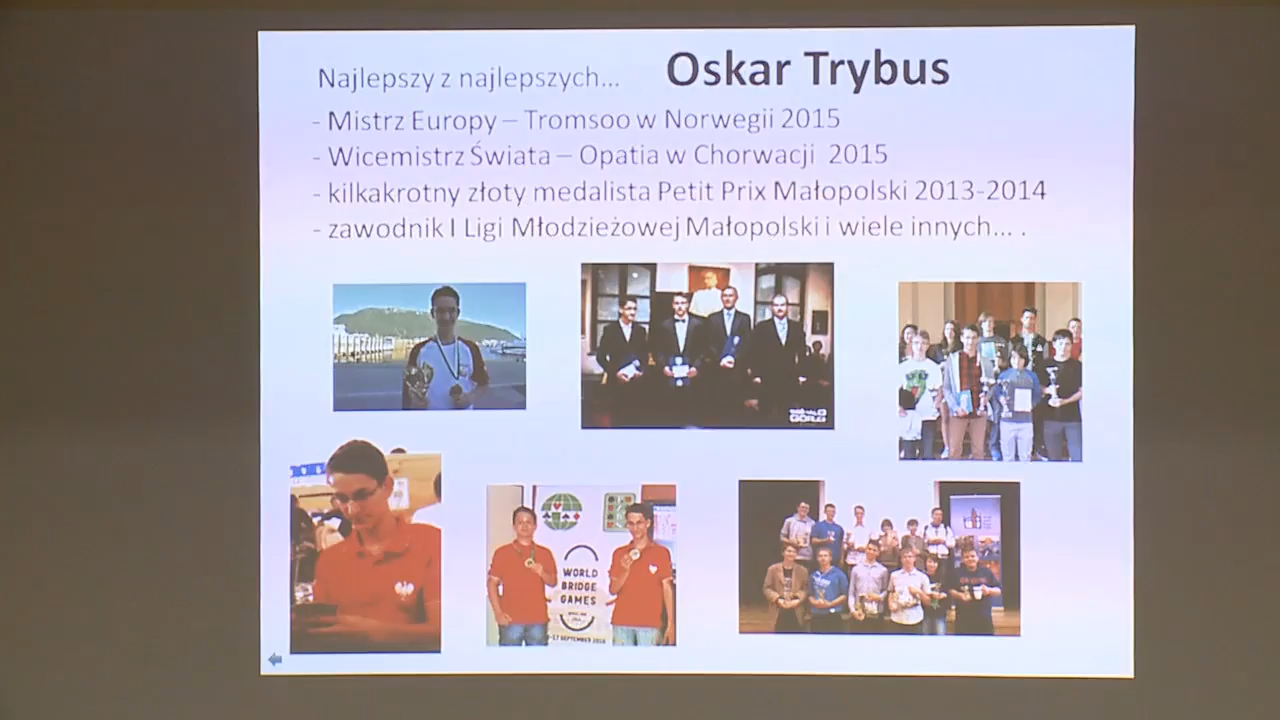 Najlepszy z najlepszych... Oskar Trybus
- Mistrz Europy – Tromsoo w Norwegii 2015
- Wicemistrz Świata – Opatia w Chorwacji 2015
- kilkakrotny złoty medalista Petit Prix Małopolski 2013-2014
- zawodnik I Ligi Młodzieżowej Małopolski i wiele innych... .
WORLD
BRIDGE
GAMES
SEPTEMBER